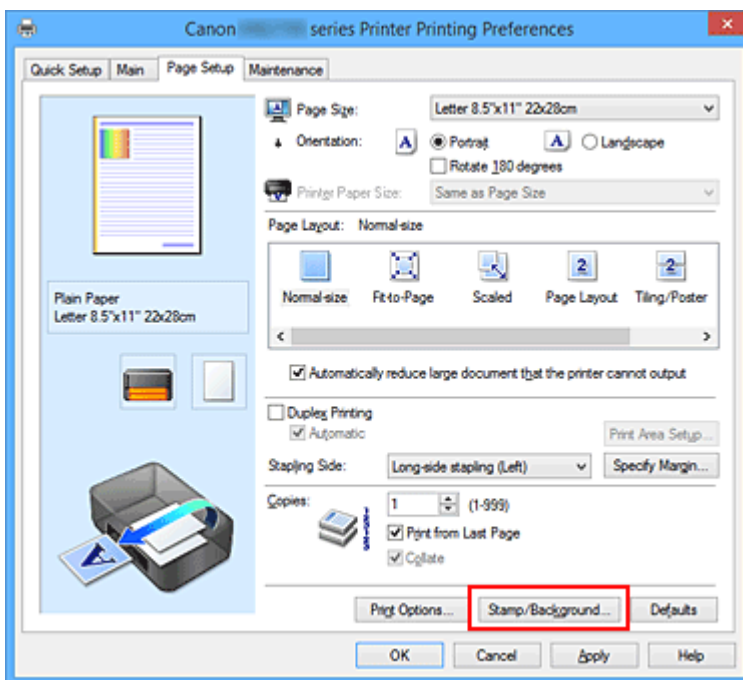 Canon series Printer Printing Preferences
Quick Setup Main Page Setup Maintenance
Page Size: Letter 8.5"x11" 22x28cm
Orientation: A Portrait A Landscape
Rotate 180 degrees
Printer Paper Size: Same as Page Size
Page Layout: Normal-size
2 2
Normal-size Fit-to-Page Scaled Page Layout Tiling/Poster
Plain Paper
Letter 8.5"x11" 22x28cm
Automatically reduce large document that the printer cannot output
Duplex Printing
Automatic
Print Area Setup...
Stapling Side: Long-side stapling (Left) Specify Margin...
Copies: 1 (1-999)
Print from Last Page
Collate
A
Print Options... Stamp/Background... Defaults
OK Cancel Apply Help